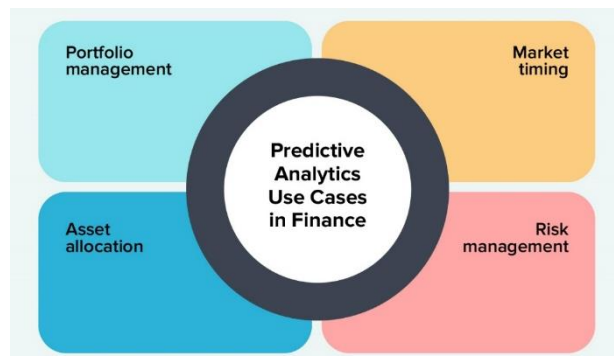 Portfolio
management
Market
timing
Predictive
Analytics
Use Cases
in Finance
Asset
allocation
Risk
management